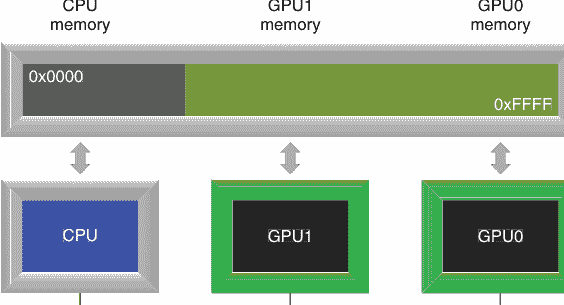 CPU
memory
GPU1
memory
GPU0
memory
0x0000
0xFFFF
CPU
GPU1
GPU0